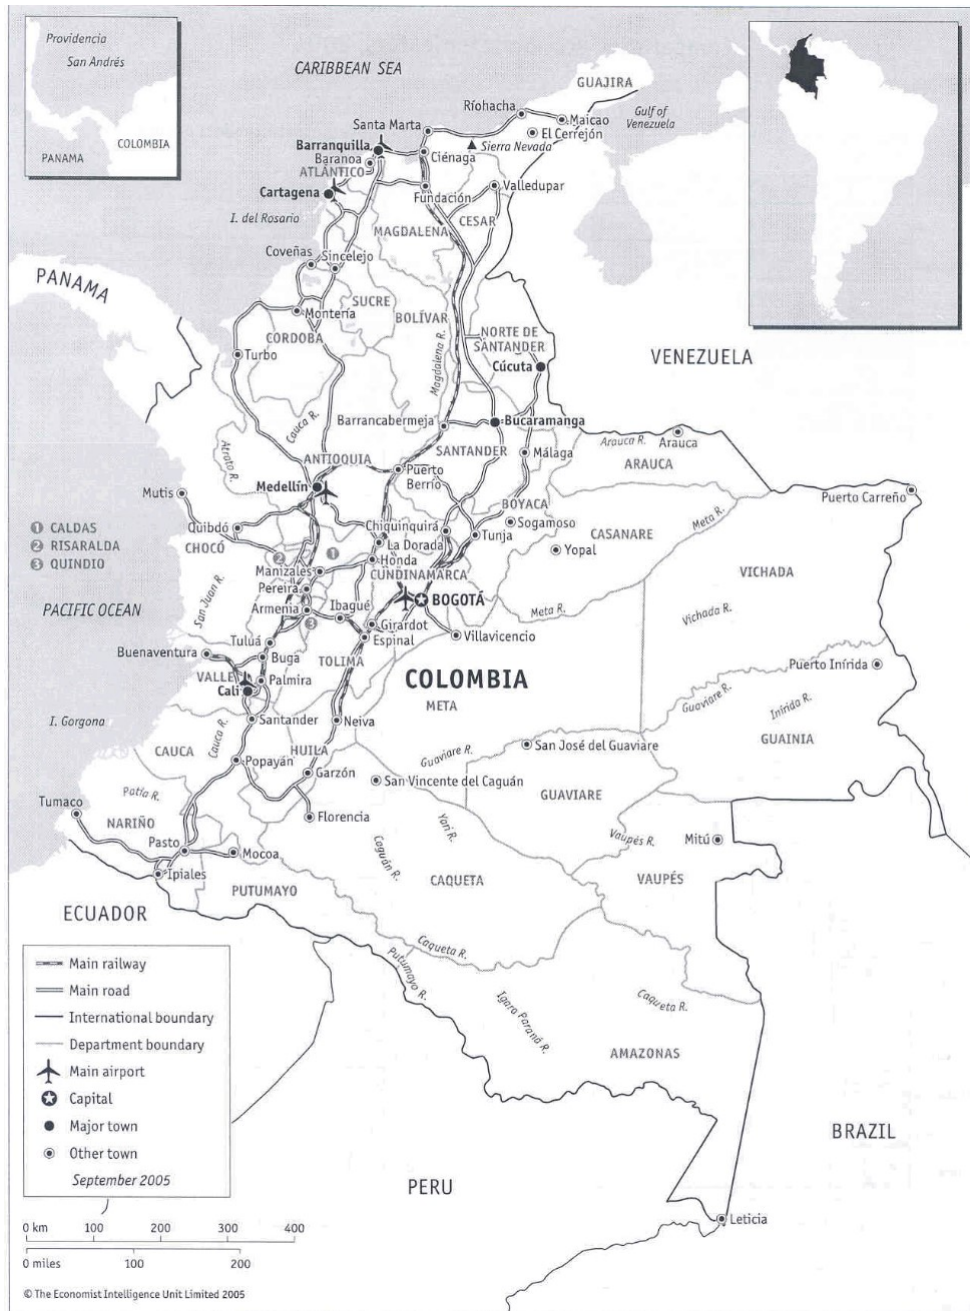 Providencia
San Andrés
PANAMA
COLOMBIA
CARIBBEAN SEA
GUAJIRA
Ríohacha
Maicao
Gulf of
Venezuela
Santa Marta
El Cerrejón
Barranquilla
Sierra Nevada
Baranoa
Ciénaga
ATLÁNTICO
Cartagena
Fundación
Valledupar
I. del Rosario
CESAR
MAGDALENA
Coveñas
Sincelejo
PANAMA
SUCRE
BOLÍVAR
Montería
CORDOBA
NORTE DE
SANTANDER
Magdalena R.
VENEZUELA
Turbo
Cúcuta
Cauca R.
Barrancabermeja
Bucaramanga
Atrato R.
SANTANDER
Arauca R.
Arauca
ANTIOQUIA
Málaga
ARAUCA
Puerto
Berrío
Medellín
Mutis
Puerto Carreño
BOYACA
Meta R.
1 CALDAS
2 RISARALDA
3 QUINDIO
Quibdó
CHOCÓ
Chiquinquirá
Sogamoso
CASANARE
La Dorada
Tunja
Yopal
2
1
Honda
Manizales
CUNDINAMARCA
VICHADA
San Juan R.
Pereira
PACIFIC OCEAN
BOGOTÁ
Armenia
Ibagué
Meta R.
Vichada R.
3
Girardot
Espinal
Villavicencio
Tuluá
Buenaventura
Buga
TOLIMA
Puerto Inírida
VALLE
Palmira
COLOMBIA
Cali
META
Guaviare R.
Inírida R.
I. Gorgona
Santander
Neiva
GUAINIA
CAUCA
Cauca R.
HUILA
Guaviare R.
San José del Guaviare
Popayán
Garzón
San Vincente del Caguán
GUAVIARE
Patía R.
Tumaco
NARIÑO
Florencia
Yari R.
Vaupés R.
Mitú
Pasto
Mocoa
Caguán R.
CAQUETA
VAUPÉS
Ipiales
PUTUMAYO
ECUADOR
Caqueta R.
Putumayo R.
Igara Paraná R.
Caqueta R.
AMAZONAS
Main railway
Main road
International boundary
Department boundary
Main airport
Capital
Major town
Other town
September 2005
BRAZIL
PERU
Leticia
0 km 100 200 300 400
0 miles 100 200
© The Economist Intelligence Unit Limited 2005